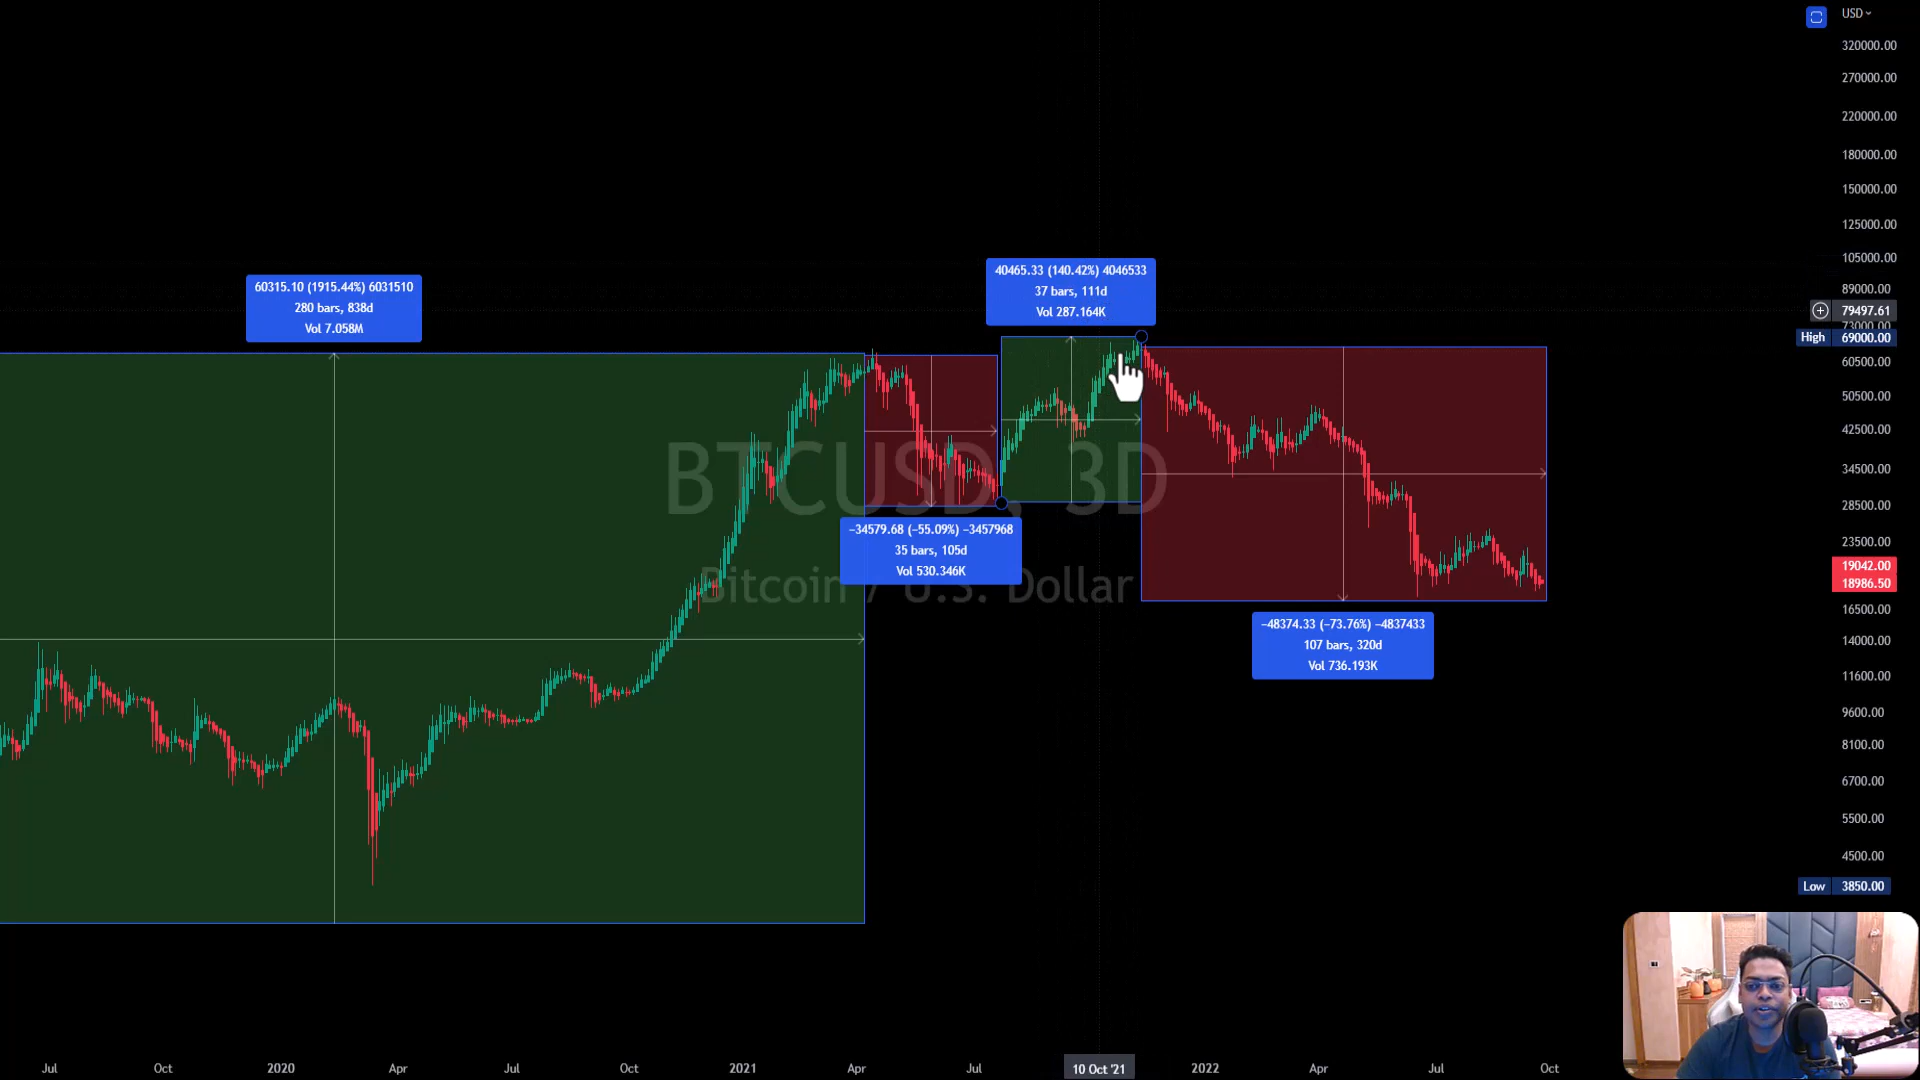 USD
320000.00
270000.00
220000.00
180000.00
150000.00
125000.00
105000.00
89000.00
79497.61
73000.00
High 69000.00
60500.00
50500.00
42500.00
34500.00
28500.00
23500.00
19042.00
18986.50
16500.00
14000.00
11600.00
9600.00
8100.00
6700.00
5500.00
4500.00
Low 3850.00
60315.10 (1915.44%) 6031510
280 bars, 838d
Vol 7.058M
40465.33 (140.42%) 4046533
37 bars, 111d
Vol 287.164K
BTCUSD, 3D
Bitcoin / U.S. Dollar
−34579.68 (−55.09%) −3457968
35 bars, 105d
Vol 530.346K
−48374.33 (−73.76%) −4837433
107 bars, 320d
Vol 736.193K
Jul Oct 2020 Apr Jul Oct 2021 Apr Jul 10 Oct '21 2022 Apr Jul Oct